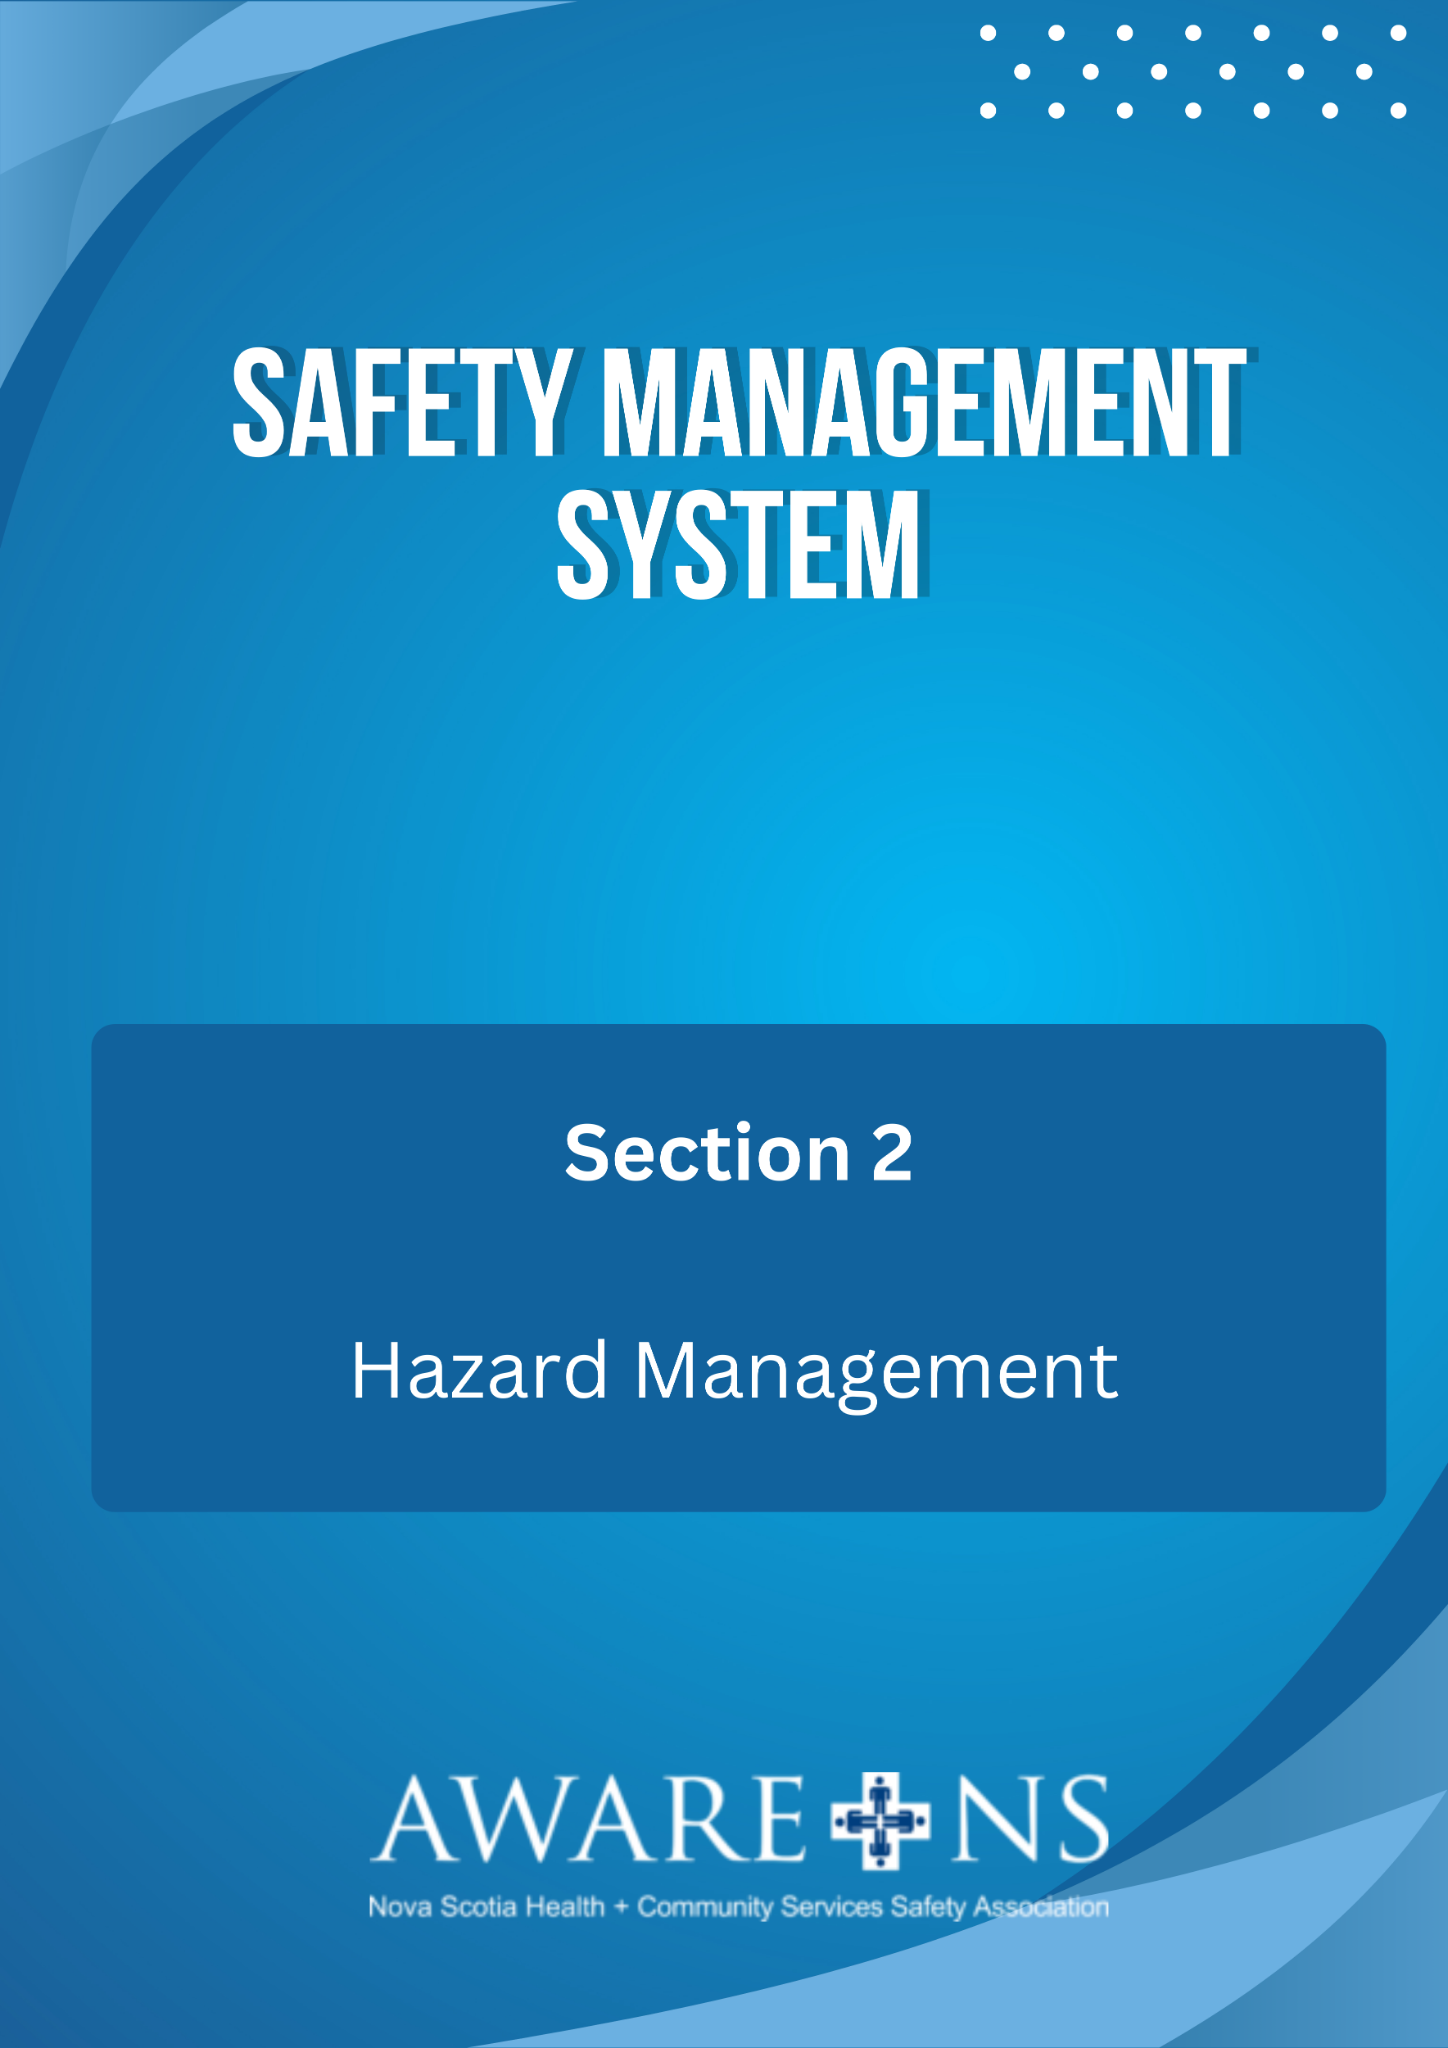 SAFETY MANAGEMENT
SYSTEM
Section 2
Hazard Management
AWARE NS
Nova Scotia Health + Community Services Safety Association